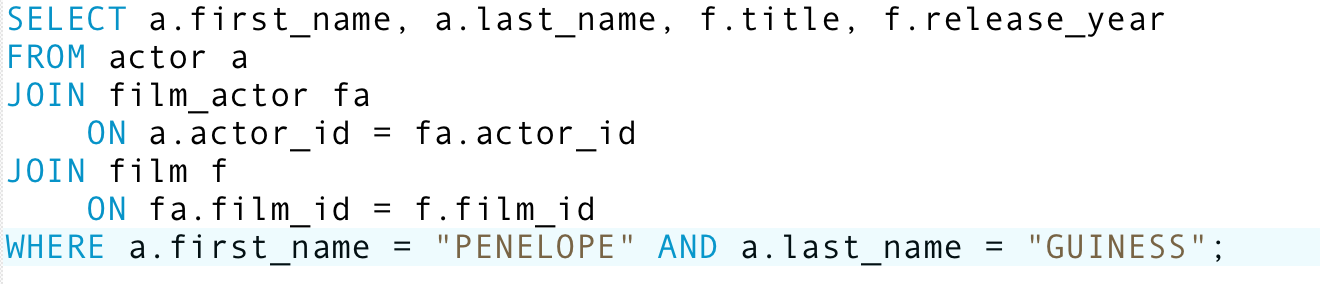 SELECT a.first_name, a.last_name, f.title, f.release_year
FROM actor a
JOIN film_actor fa
    ON a.actor_id = fa.actor_id
JOIN film f
    ON fa.film_id = f.film_id
WHERE a.first_name = "PENELOPE" AND a.last_name = "GUINESS";